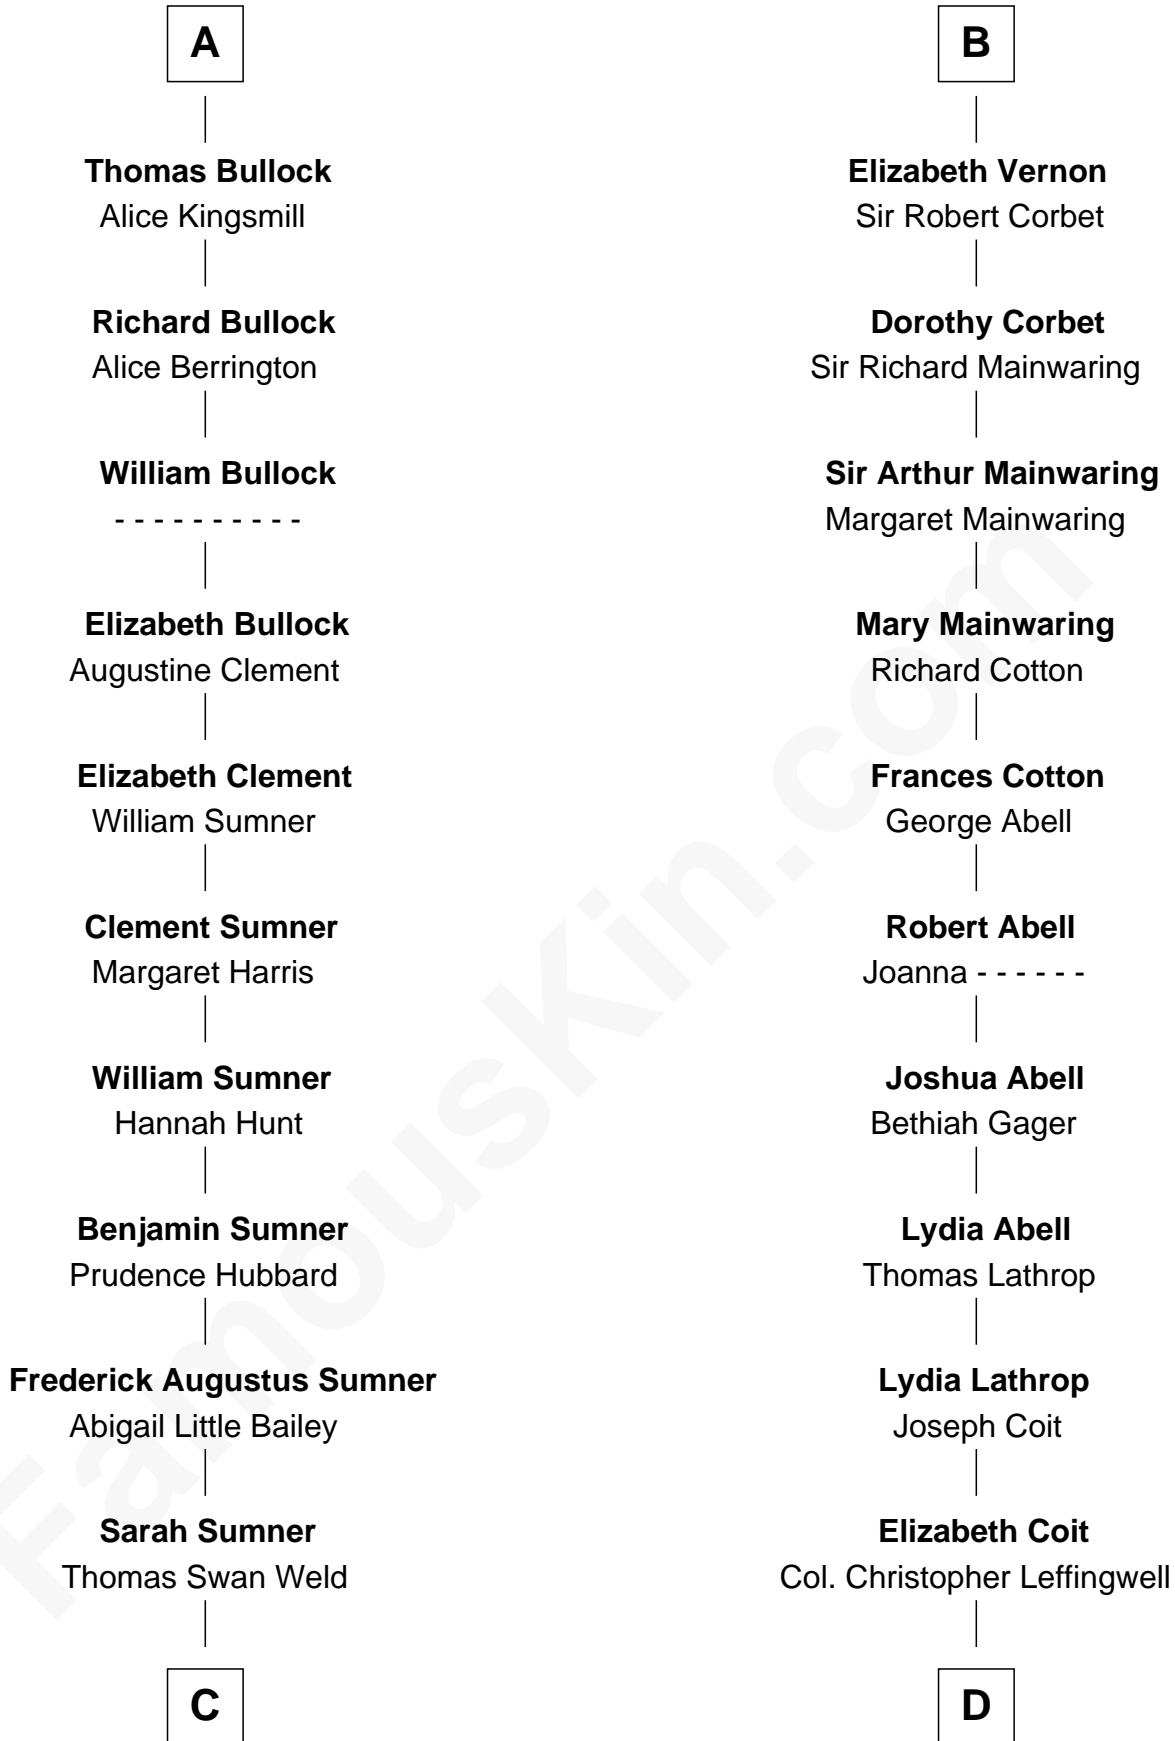 A
Thomas Bullock
Alice Kingsmill
Richard Bullock
Alice Berrington
William Bullock
- - - - - - - - - -
Elizabeth Bullock
Augustine Clement
Elizabeth Clement
William Sumner
Clement Sumner
Margaret Harris
William Sumner
Hannah Hunt
Benjamin Sumner
Prudence Hubbard
Frederick Augustus Sumner
Abigail Little Bailey
Sarah Sumner
Thomas Swan Weld
C
B
Elizabeth Vernon
Sir Robert Corbet
Dorothy Corbet
Sir Richard Mainwaring
Sir Arthur Mainwaring
Margaret Mainwaring
Mary Mainwaring
Richard Cotton
Frances Cotton
George Abell
Robert Abell
Joanna - - - - - -
Joshua Abell
Bethiah Gager
Lydia Abell
Thomas Lathrop
Lydia Lathrop
Joseph Coit
Elizabeth Coit
Col. Christopher Leffingwell
D
FamousKin.com